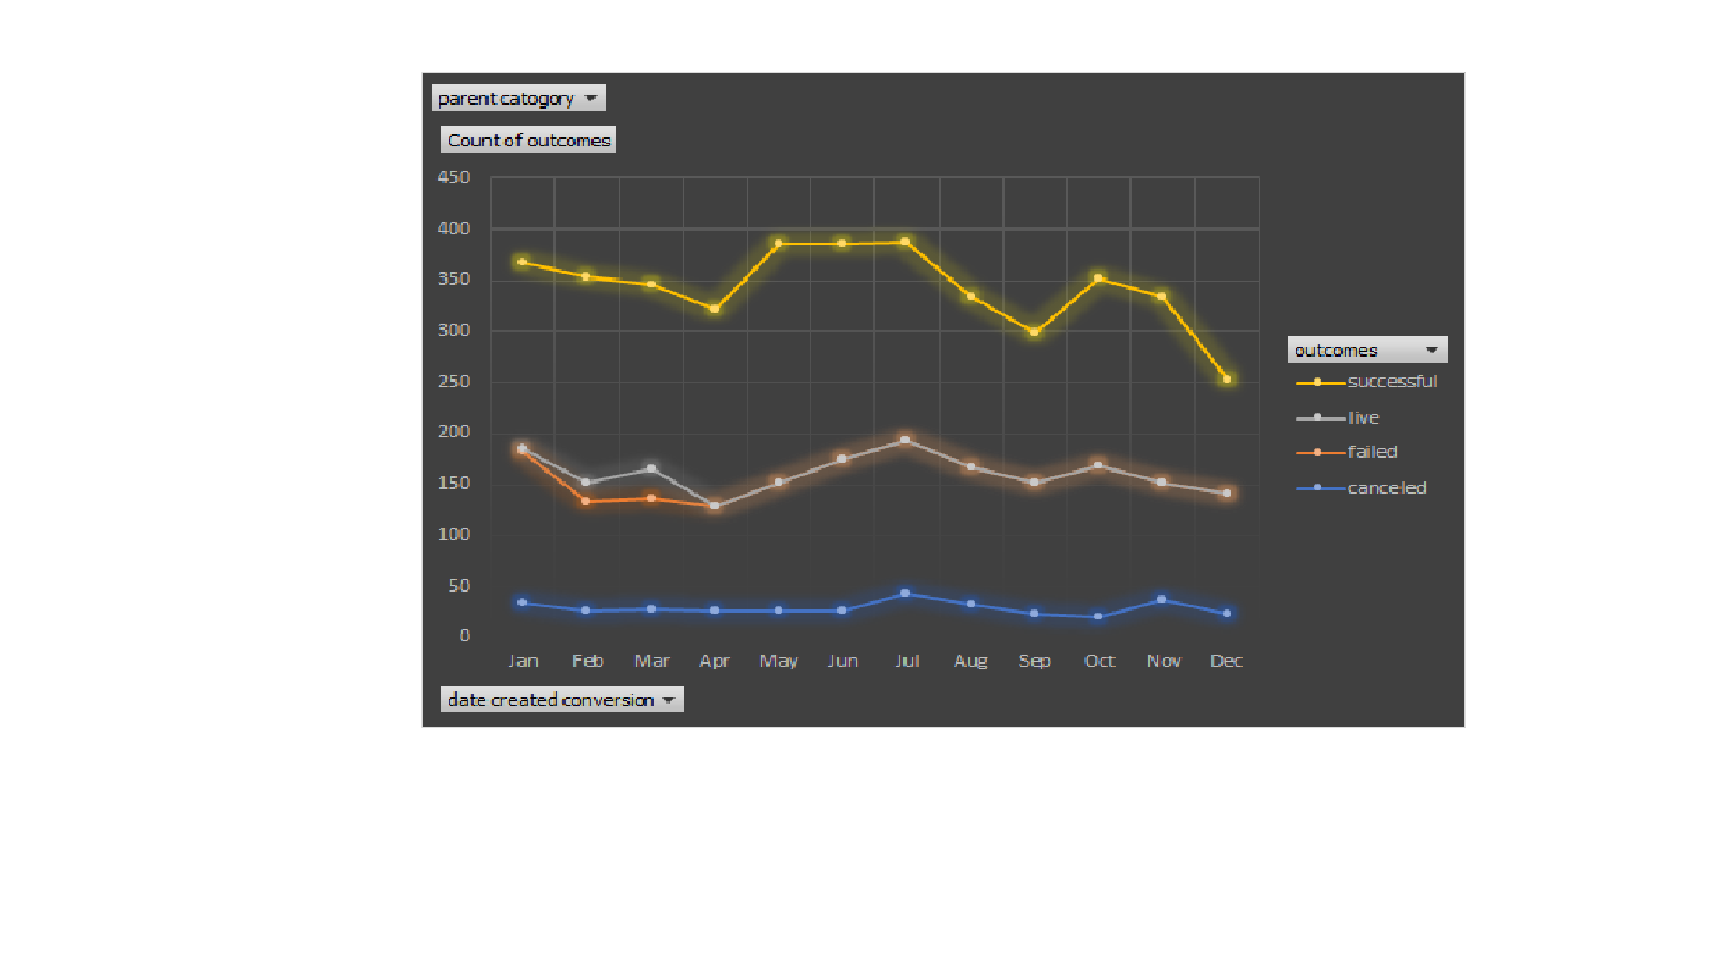 parent catogory
Count of outcomes
450
400
350
300
250
200
150
100
50
0
Jan Feb Mar Apr May Jun Jul Aug Sep Oct Nov Dec
date created conversion
outcomes
successful
live
failed
canceled